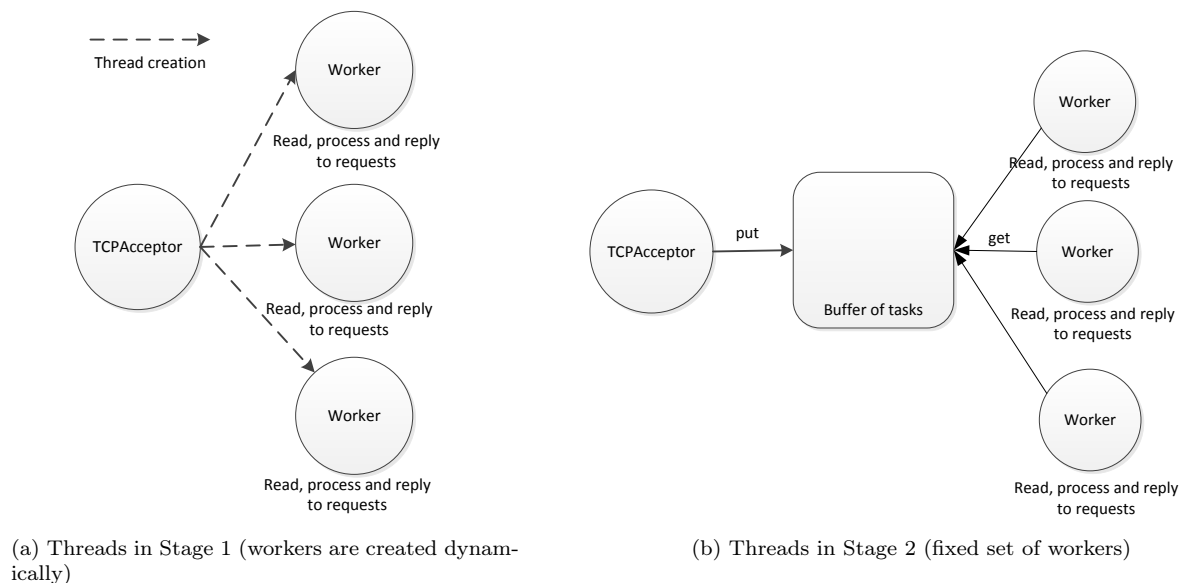 Thread creation
Worker
Read, process and reply
to requests
TCPAcceptor
Worker
Read, process and reply
to requests
Worker
Read, process and reply
to requests
(a) Threads in Stage 1 (workers are created dynam-
ically)
Worker
Read, process and reply
to requests
TCPAcceptor
put
Buffer of tasks
get
Worker
Read, process and reply
to requests
Worker
Read, process and reply
to requests
(b) Threads in Stage 2 (fixed set of workers)